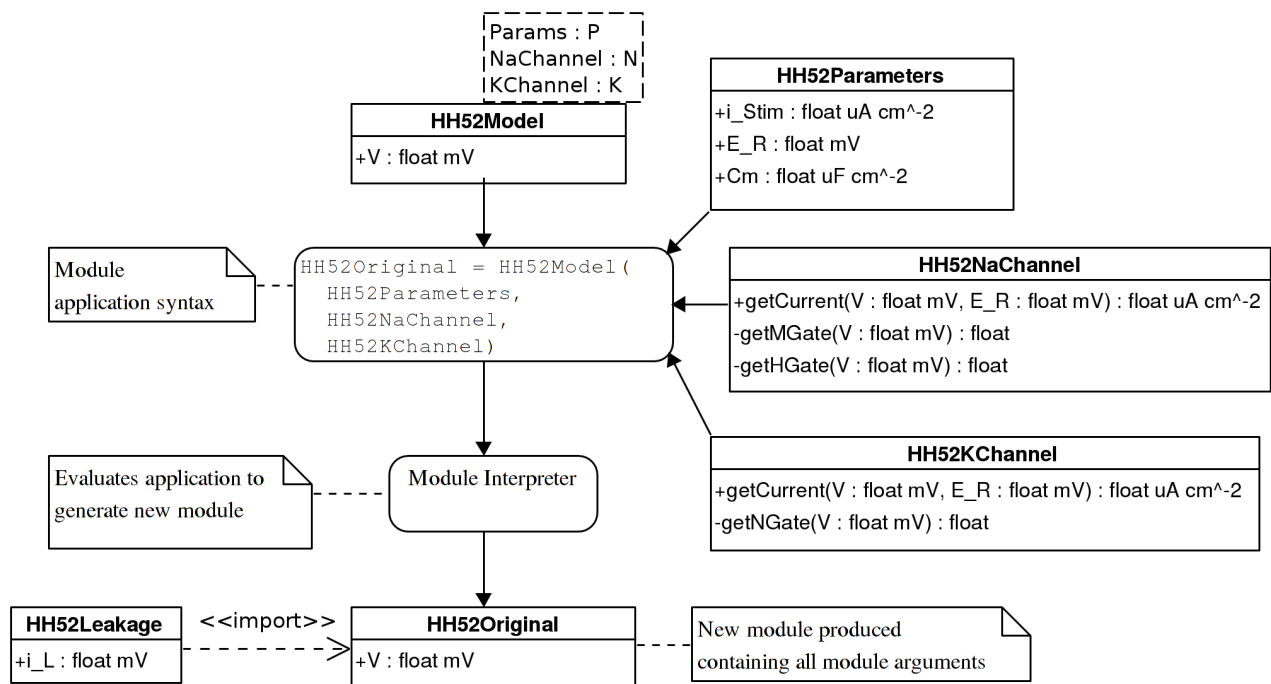 Params : P
NaChannel : N
KChannel : K
HH52Model
+V : float mV
HH52Parameters
+i_Stim : float uA cm^-2
+E_R : float mV
+Cm : float uF cm^-2
Module
application syntax
HH52Original = HH52Model(
HH52Parameters,
HH52NaChannel,
HH52KChannel)
HH52NaChannel
+getCurrent(V : float mV, E_R : float mV) : float uA cm^-2
-getMGate(V : float mV) : float
-getHGate(V : float mV) : float
HH52KChannel
+getCurrent(V : float mV, E_R : float mV) : float uA cm^-2
-getNGate(V : float mV) : float
Evaluates application to
generate new module
Module Interpreter
HH52Leakage
+i_L : float mV
<<import>>
HH52Original
+V : float mV
New module produced
containing all module arguments